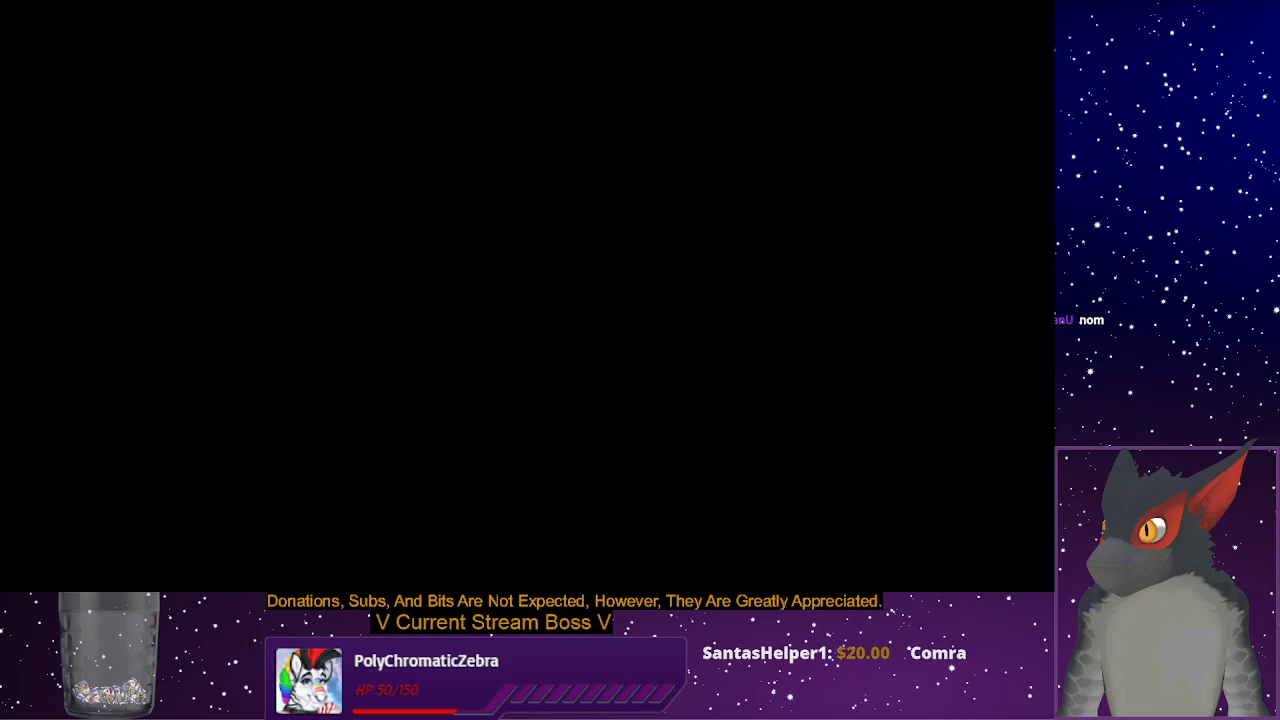 nom
Donations, Subs, And Bits Are Not Expected, However, They Are Greatly Appreciated.
V Current Stream Boss V
PolyChromaticZebra
HP 50/150
SantasHelper1: $20.00 Comra